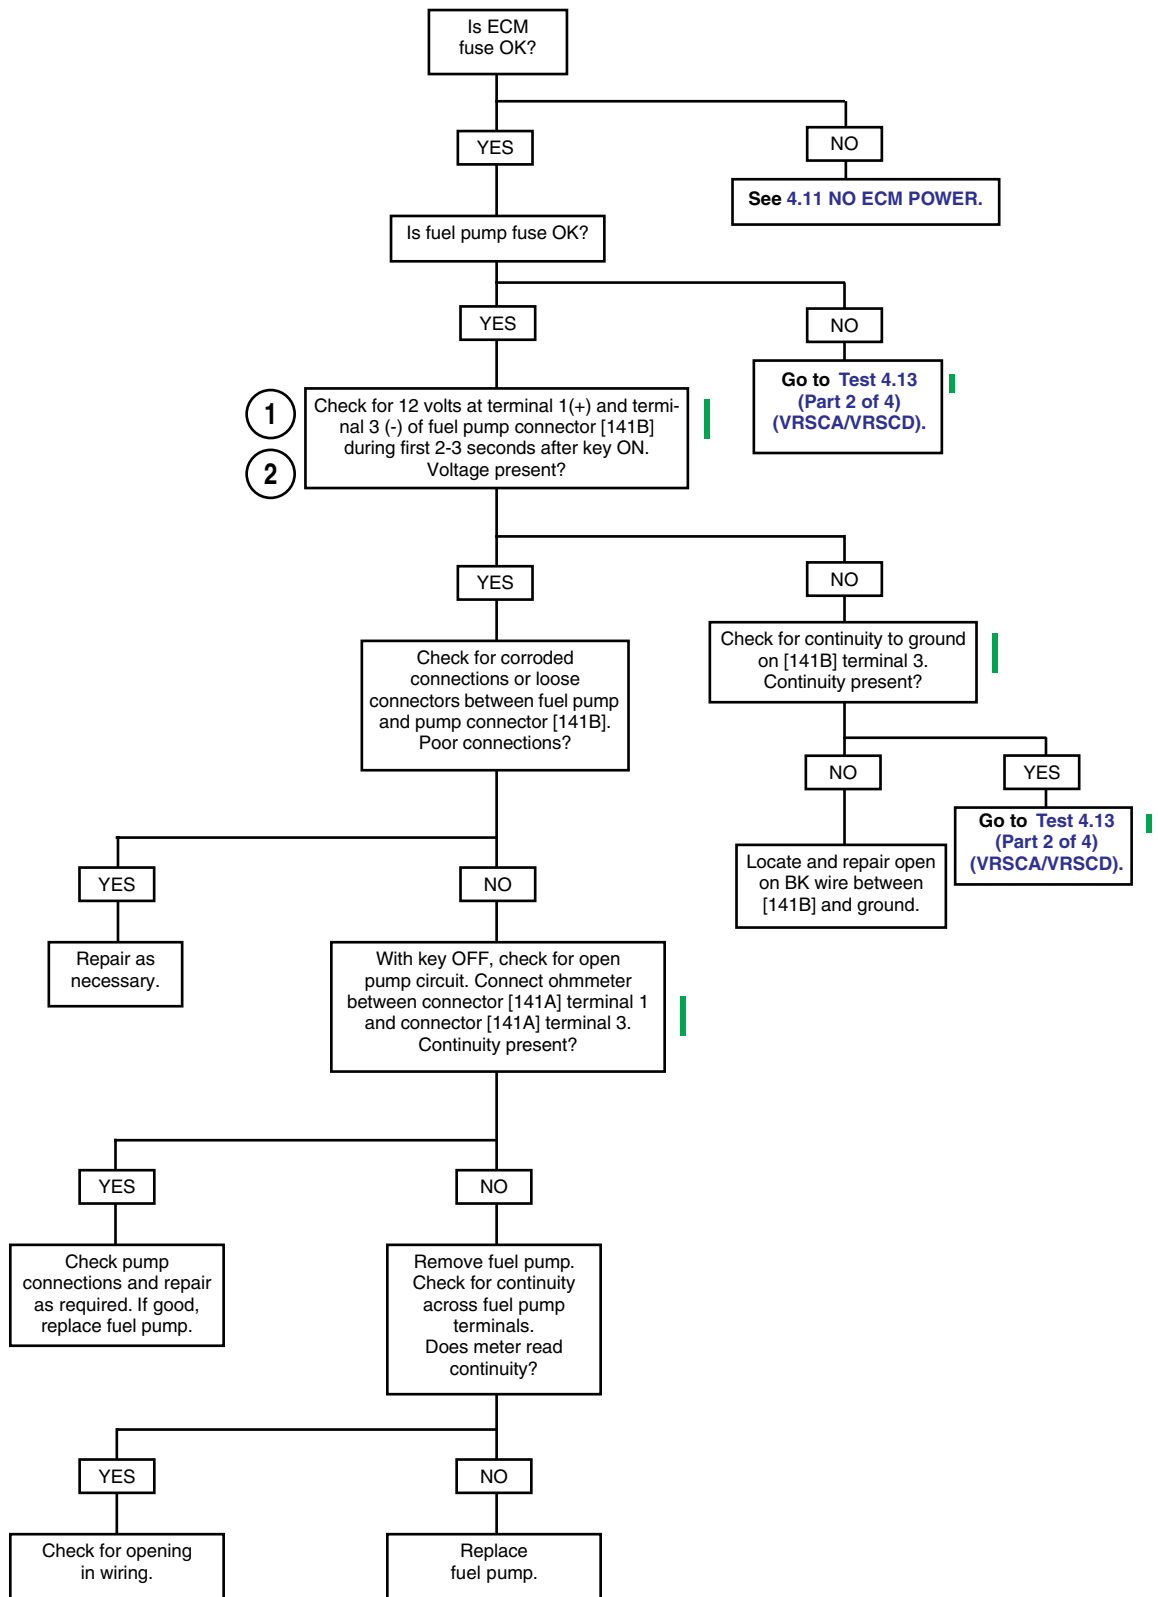 Is ECM
fuse OK?
YES
NO
See 4.11 NO ECM POWER.
Is fuel pump fuse OK?
YES
NO
Go to Test 4.13
(Part 2 of 4)
(VRSCA/VRSCD).
1
2
Check for 12 volts at terminal 1(+) and termi-
nal 3 (-) of fuel pump connector [141B]
during first 2-3 seconds after key ON.
Voltage present?
YES
NO
Check for corroded
connections or loose
connectors between fuel pump
and pump connector [141B].
Poor connections?
Check for continuity to ground
on [141B] terminal 3.
Continuity present?
NO
YES
Locate and repair open
on BK wire between
[141B] and ground.
Go to Test 4.13
(Part 2 of 4)
(VRSCA/VRSCD).
YES
NO
Repair as
necessary.
With key OFF, check for open
pump circuit. Connect ohmmeter
between connector [141A] terminal 1
and connector [141A] terminal 3.
Continuity present?
YES
NO
Check pump
connections and repair
as required. If good,
replace fuel pump.
Remove fuel pump.
Check for continuity
across fuel pump
terminals.
Does meter read
continuity?
YES
NO
Check for opening
in wiring.
Replace
fuel pump.